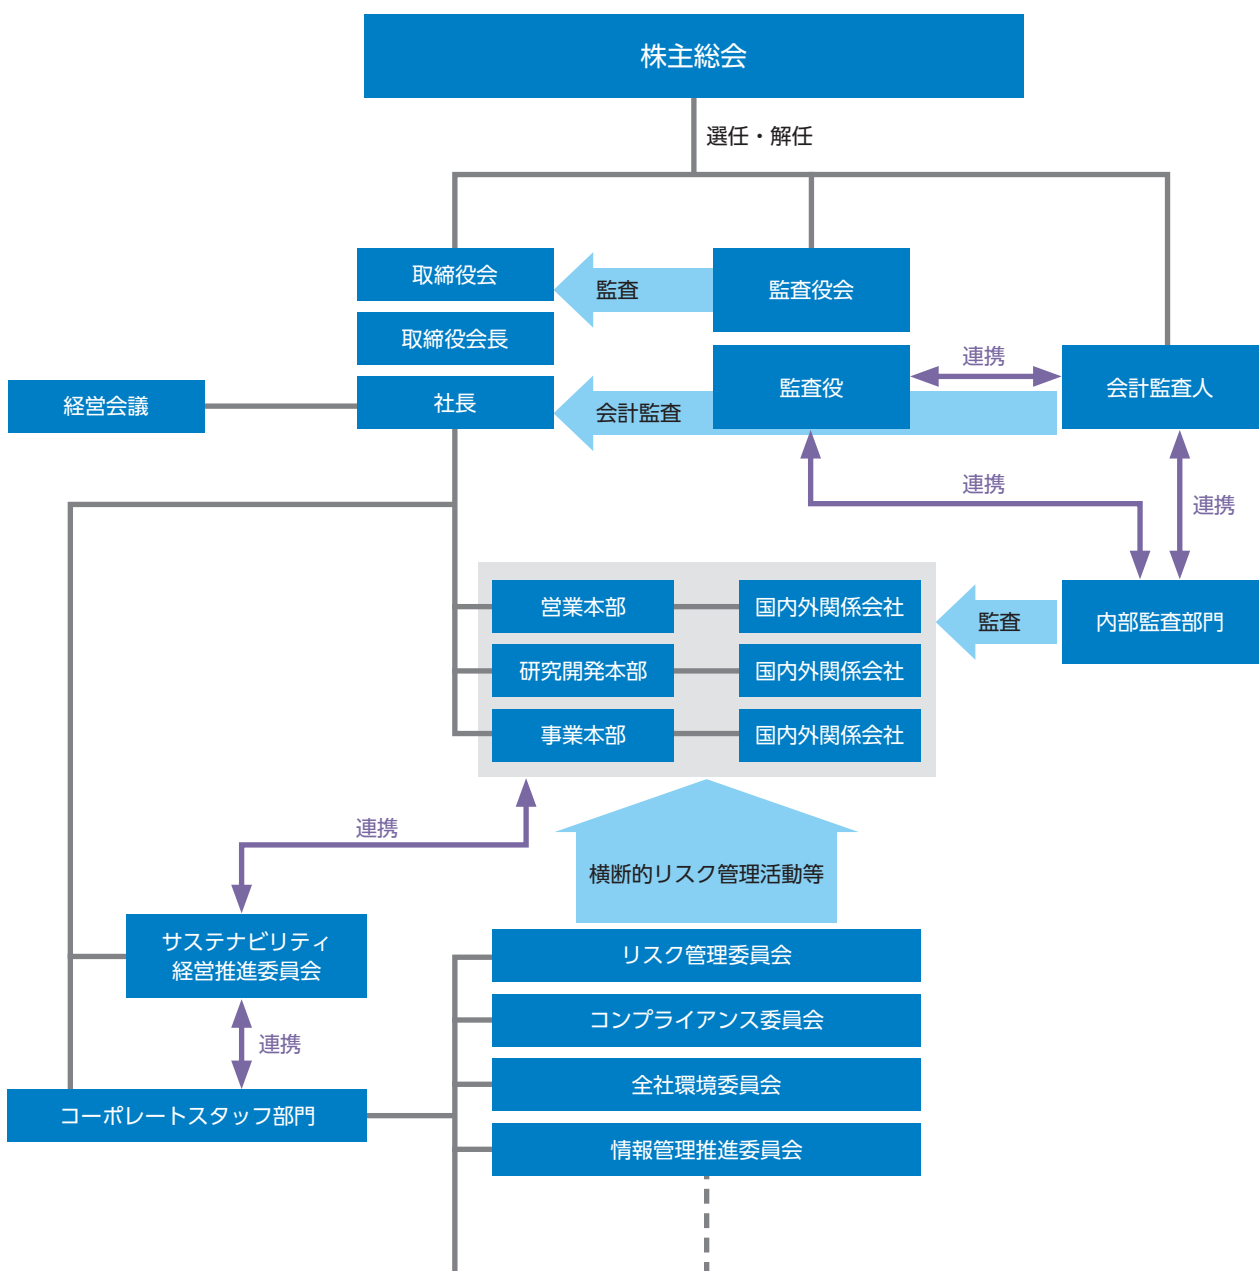 株主総会
選任・解任
取締役会
監査
監査役会
取締役会長
経営会議
社長
会計監査
監査役
連携
会計監査人
連携
連携
営業本部
国内外関係会社
研究開発本部
国内外関係会社
事業本部
国内外関係会社
監査
内部監査部門
連携
横断的リスク管理活動等
サステナビリティ
経営推進委員会
連携
コーポレートスタッフ部門
リスク管理委員会
コンプライアンス委員会
全社環境委員会
情報管理推進委員会